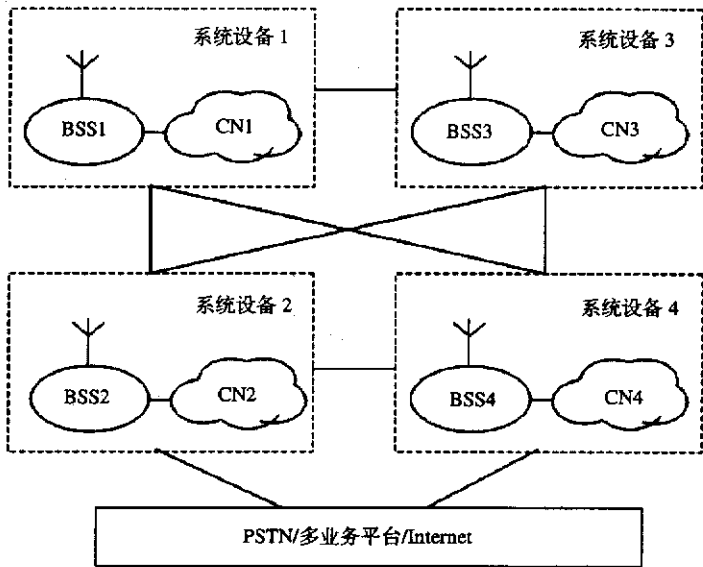 系统设备 1
BSS1
CN1
系统设备 3
BSS3
CN3
系统设备 2
BSS2
CN2
系统设备 4
BSS4
CN4
PSTN/多业务平台/Internet